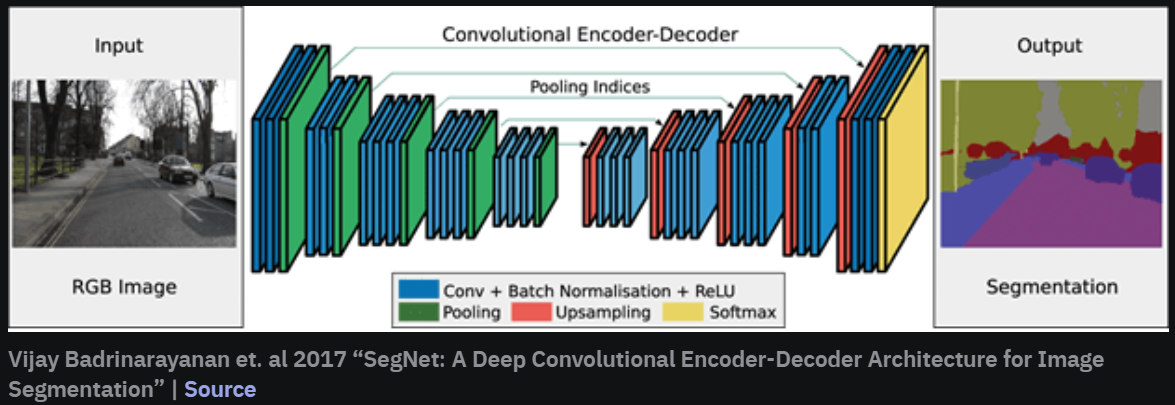 Input
RGB Image
Convolutional Encoder-Decoder
Pooling Indices
Conv + Batch Normalisation + ReLU
Pooling Upsampling Softmax
Output
Segmentation
Vijay Badrinarayanan et. al 2017 “SegNet: A Deep Convolutional Encoder-Decoder Architecture for Image
Segmentation” | Source